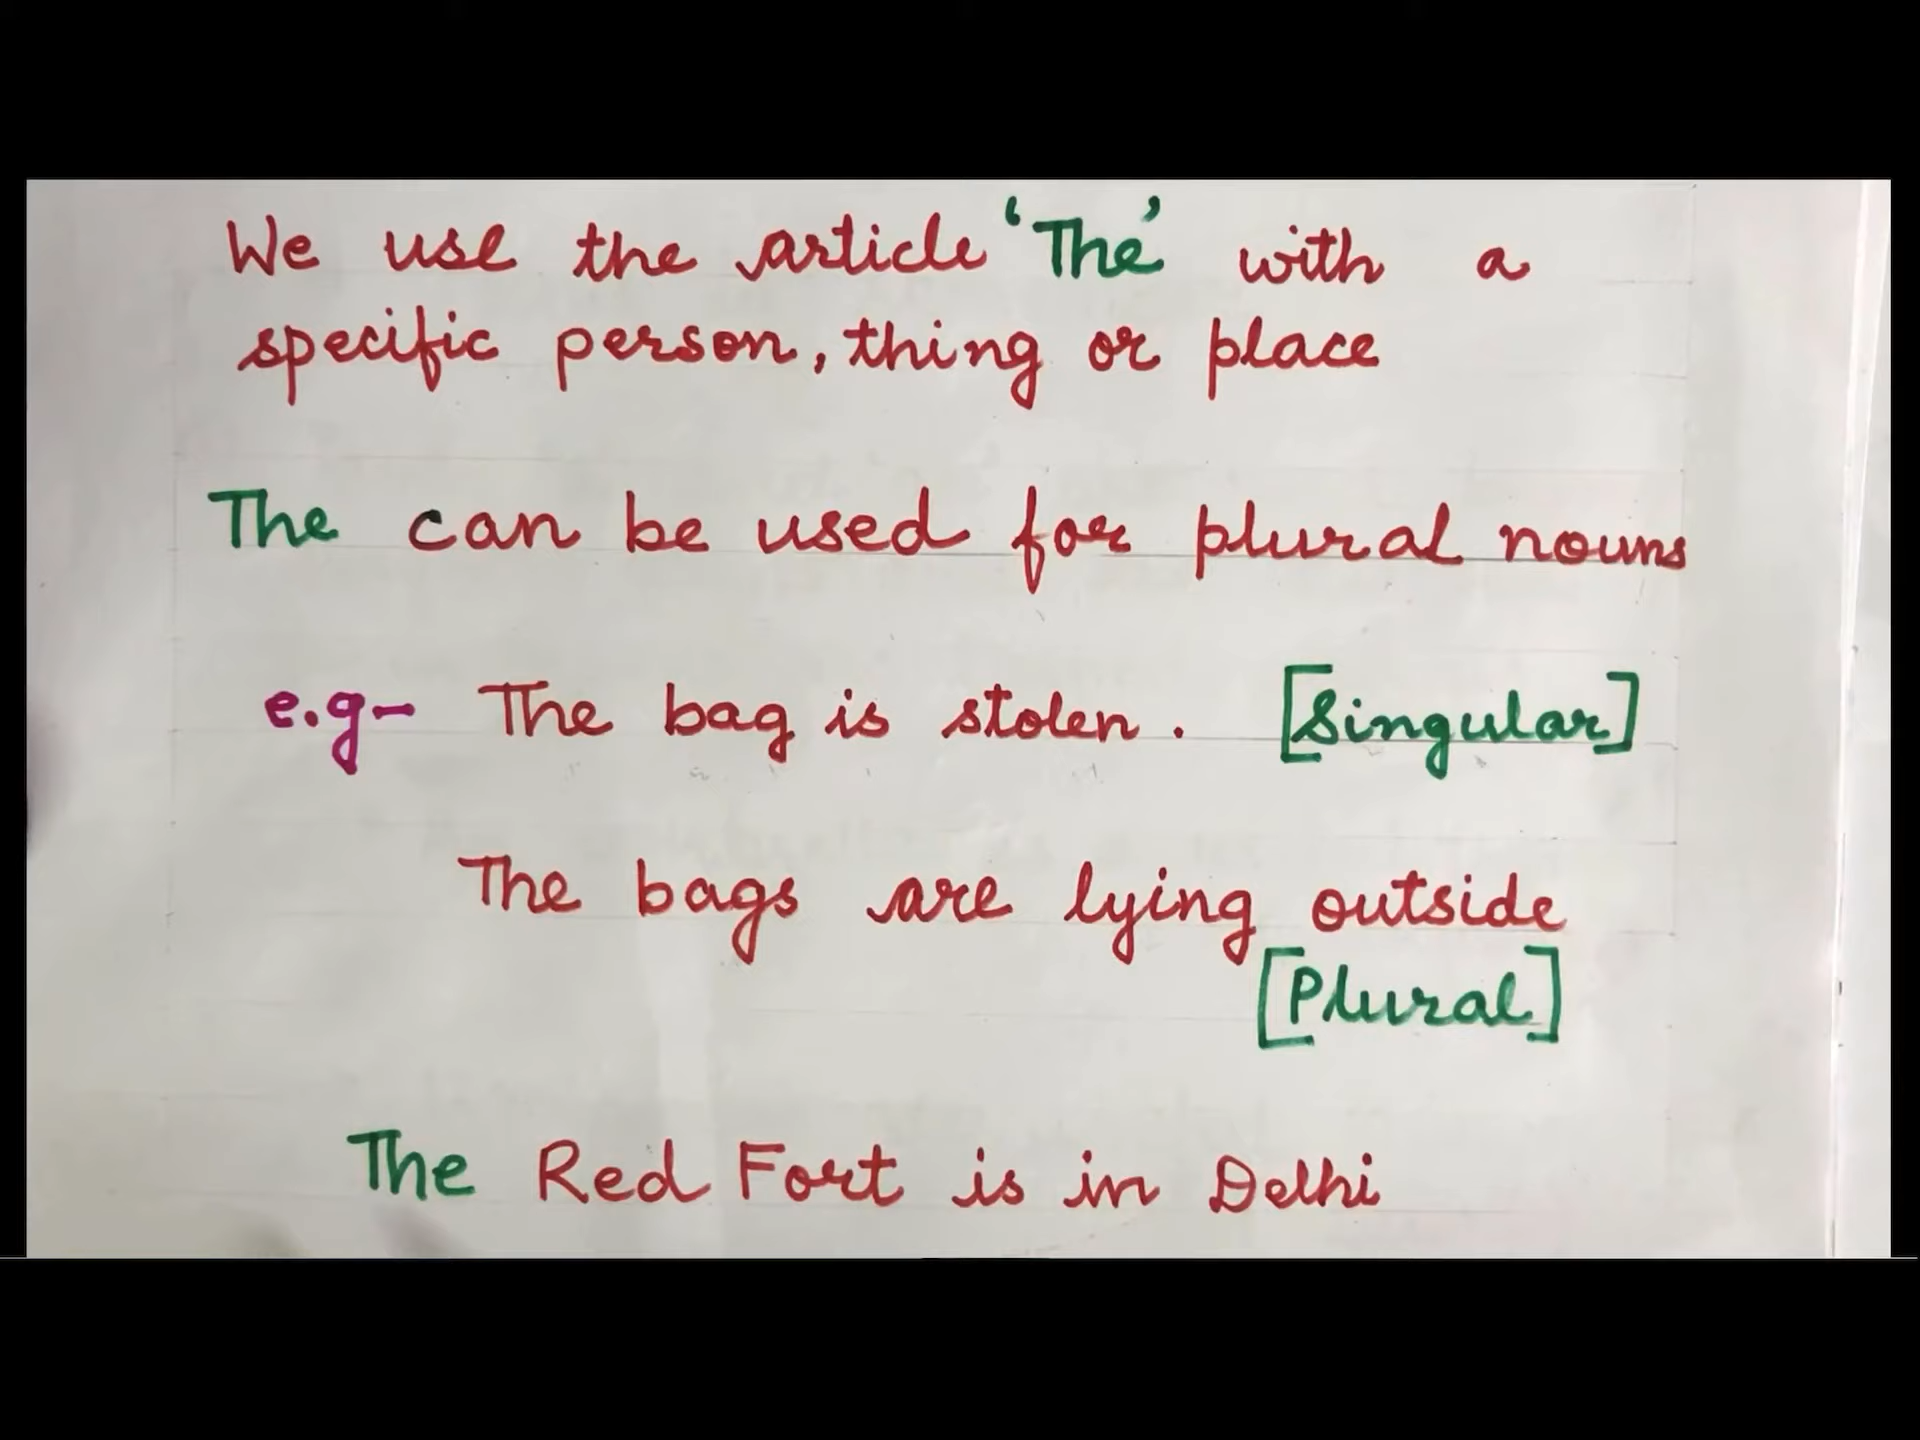 We use the article 'The' with a
specific person, thing or place
The can be used for plural nouns
e.g- The bag is stolen. [Singular]
The bags are lying outside
[Plural]
The Red Fort is in Delhi